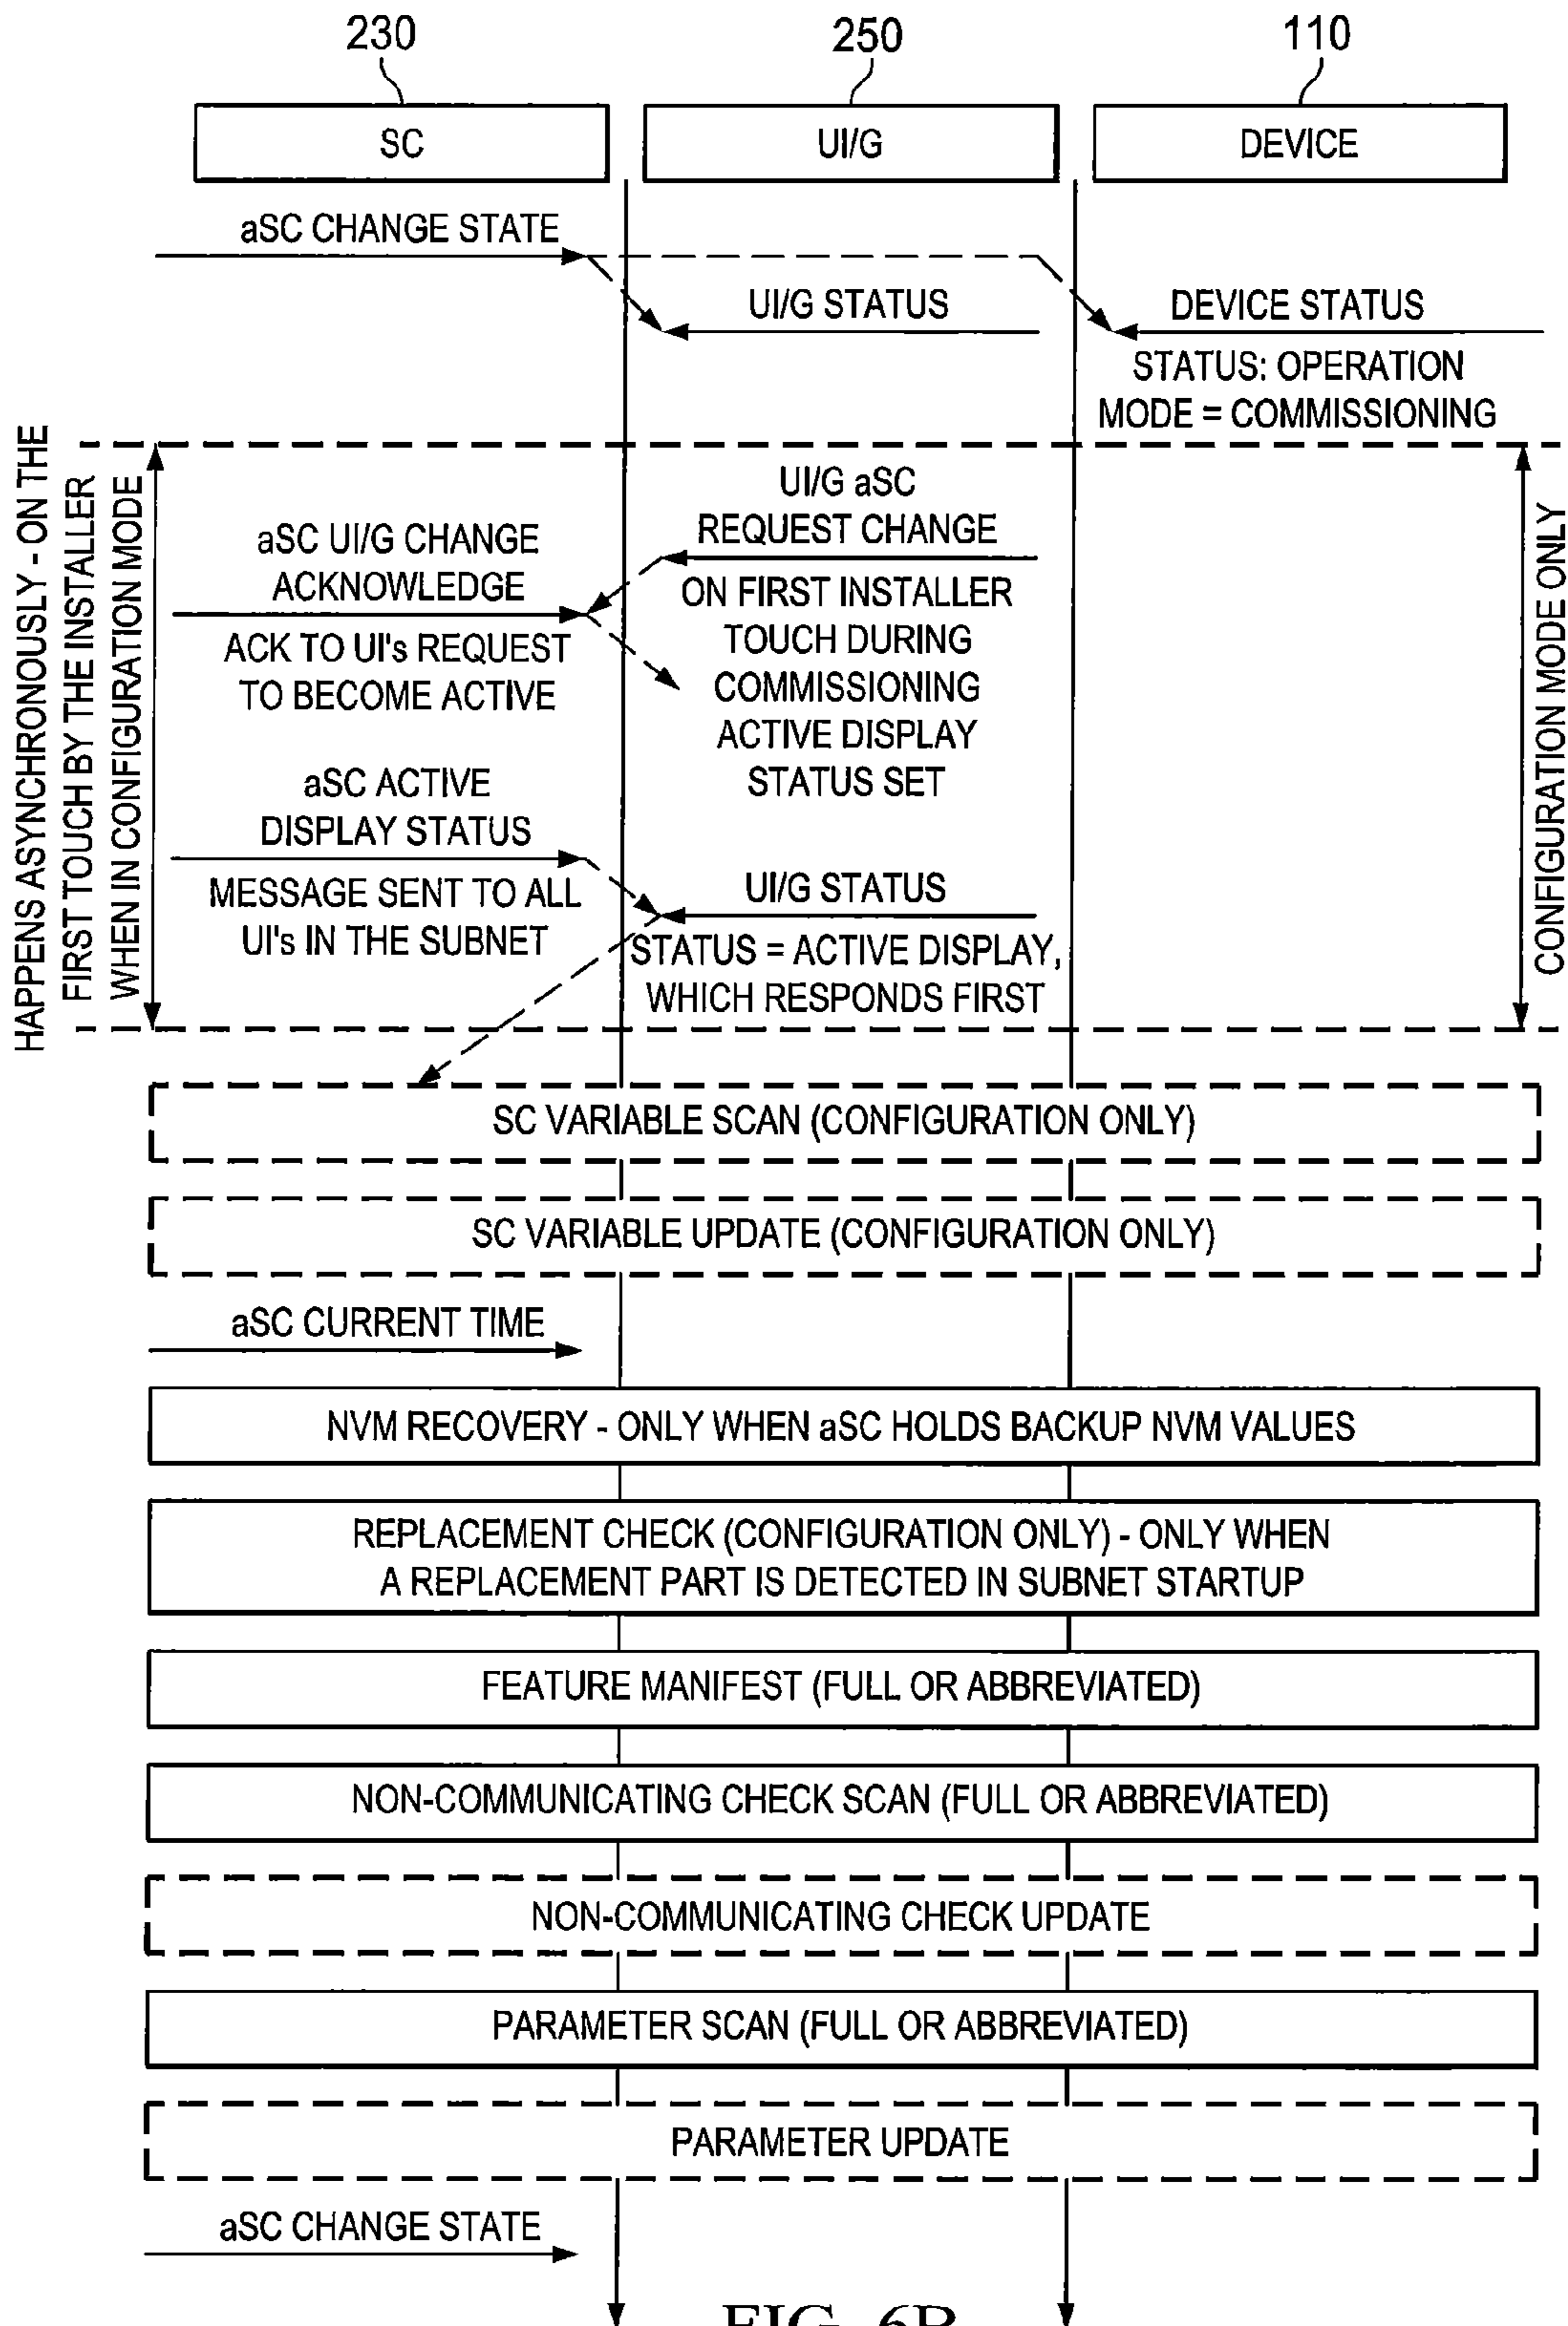 230
250
110
SC
UI/G
DEVICE
aSC CHANGE STATE
UI/G STATUS
DEVICE STATUS
STATUS: OPERATION
MODE = COMMISSIONING
HAPPENS ASYNCHRONOUSLY - ON THE
FIRST TOUCH BY THE INSTALLER
WHEN IN CONFIGURATION MODE
UI/G aSC
REQUEST CHANGE
aSC UI/G CHANGE
ACKNOWLEDGE
ON FIRST INSTALLER
TOUCH DURING
COMMISSIONING
ACTIVE DISPLAY
STATUS SET
ACK TO UI's REQUEST
TO BECOME ACTIVE
aSC ACTIVE
DISPLAY STATUS
MESSAGE SENT TO ALL
UI's IN THE SUBNET
UI/G STATUS
STATUS = ACTIVE DISPLAY,
WHICH RESPONDS FIRST
CONFIGURATION MODE ONLY
SC VARIABLE SCAN (CONFIGURATION ONLY)
SC VARIABLE UPDATE (CONFIGURATION ONLY)
aSC CURRENT TIME
NVM RECOVERY - ONLY WHEN aSC HOLDS BACKUP NVM VALUES
REPLACEMENT CHECK (CONFIGURATION ONLY) - ONLY WHEN
A REPLACEMENT PART IS DETECTED IN SUBNET STARTUP
FEATURE MANIFEST (FULL OR ABBREVIATED)
NON-COMMUNICATING CHECK SCAN (FULL OR ABBREVIATED)
NON-COMMUNICATING CHECK UPDATE
PARAMETER SCAN (FULL OR ABBREVIATED)
PARAMETER UPDATE
aSC CHANGE STATE
FIG. 6B